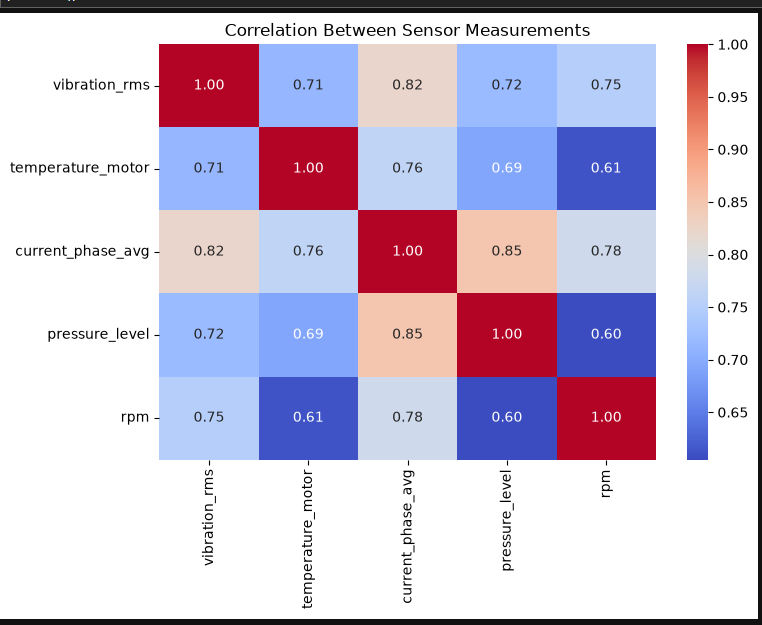 Correlation Between Sensor Measurements
vibration_rms 1.00 0.71 0.82 0.72 0.75
temperature_motor 0.71 1.00 0.76 0.69 0.61
current_phase_avg 0.82 0.76 1.00 0.85 0.78
pressure_level 0.72 0.69 0.85 1.00 0.60
rpm 0.75 0.61 0.78 0.60 1.00
vibration_rms
temperature_motor
current_phase_avg
pressure_level
rpm
1.00
0.95
0.90
0.85
0.80
0.75
0.70
0.65